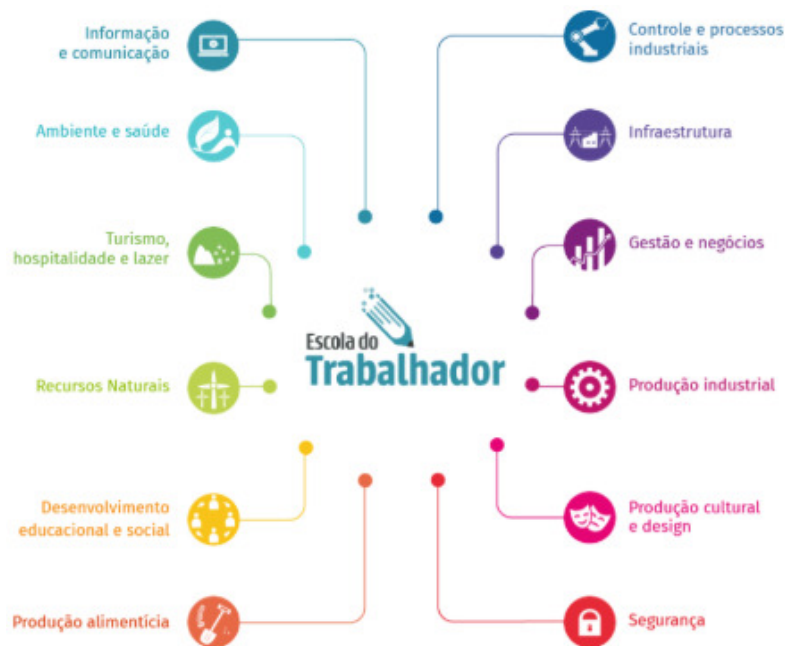 Informação
e comunicação
Ambiente e saúde
Turismo,
hospitalidade e lazer
Recursos Naturais
Desenvolvimento
educacional e social
Produção alimentícia
Escola do
Trabalhador
Controle e processos
industriais
Infraestrutura
Gestão e negócios
Produção industrial
Produção cultural
e design
Segurança